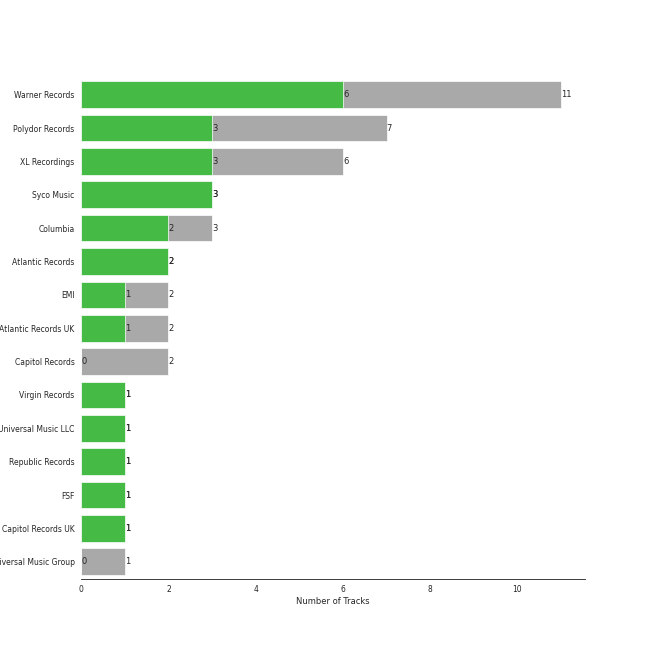 Warner Records 6 11
Polydor Records 3 7
XL Recordings 3 6
Syco Music 3
Columbia 2 3
Atlantic Records 2
EMI 1 2
Atlantic Records UK 1 2
Capitol Records 0 2
Virgin Records 1
Universal Music LLC 1
Republic Records 1
FSF 1
Capitol Records UK 1
iversal Music Group 0 1
0 2 4 6 8 10
Number of Tracks